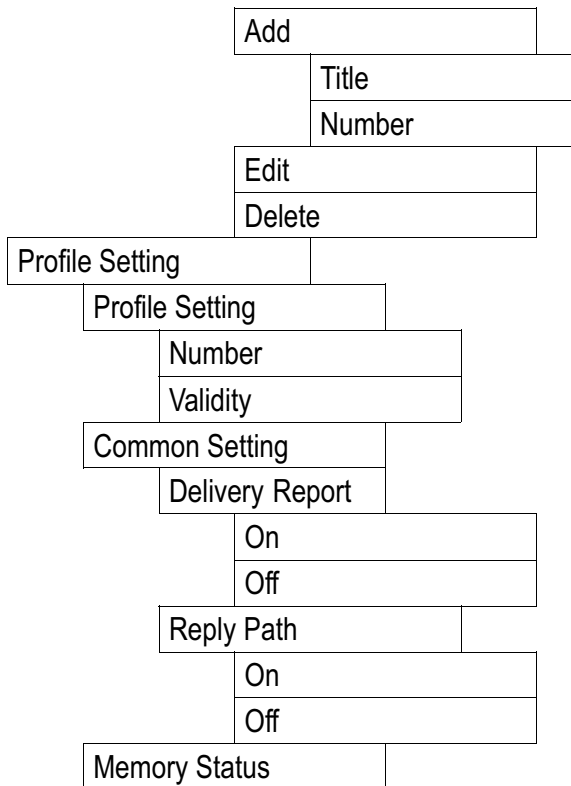 Add
Title
Number
Edit
Delete
Profile Setting
Profile Setting
Number
Validity
Common Setting
Delivery Report
On
Off
Reply Path
On
Off
Memory Status